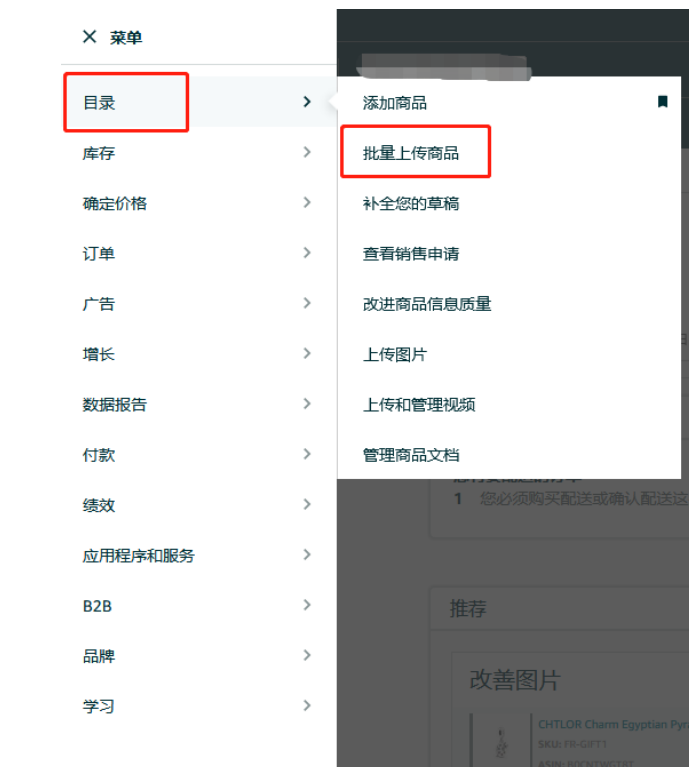 菜单
目录
库存
确定价格
订单
广告
增长
数据报告
付款
绩效
应用程序和服务
B2B
品牌
学习
添加商品
批量上传商品
补全您的草稿
查看销售申请
改进商品信息质量
上传图片
上传和管理视频
管理商品文档
1 您必须购买配送或确认配送这
推荐
改善图片
CHTLOR Charm Egyptian Pyra
SKU: FR-GIFT1